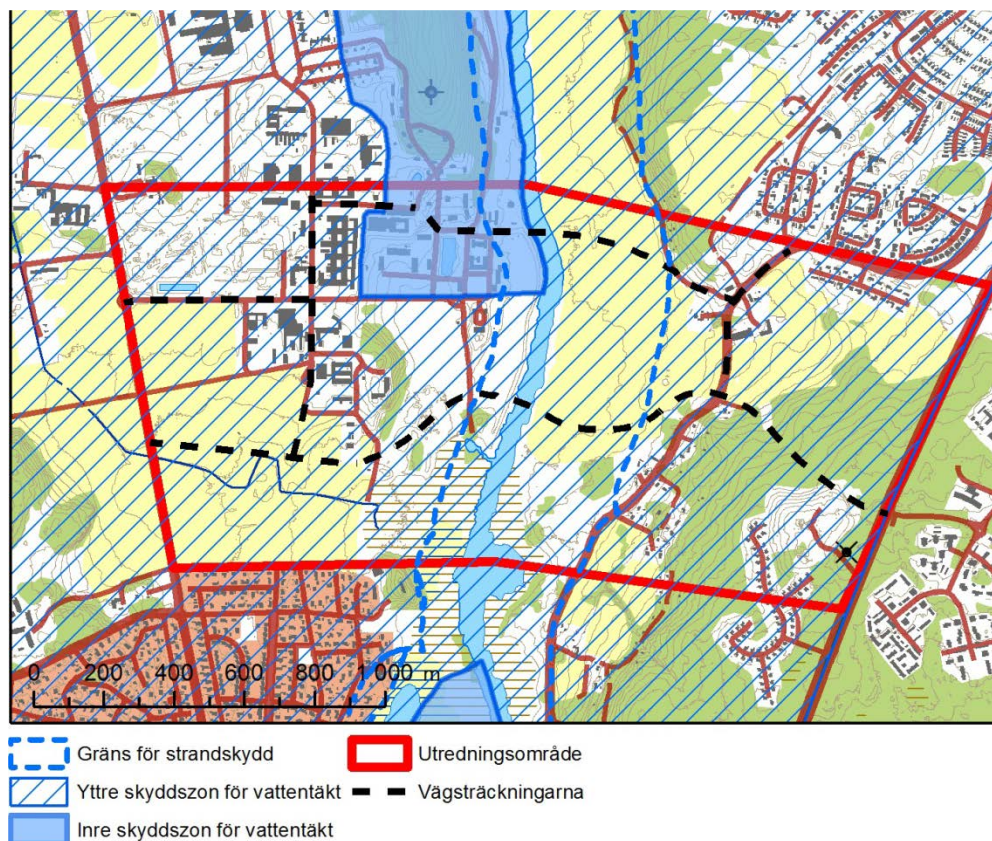 0 200 400 600 800 1 000 m
Gräns för strandskydd
Utredningsområde
Yttre skyddszon för vattentäkt
Vägsträckningarna
Inre skyddszon för vattentäkt